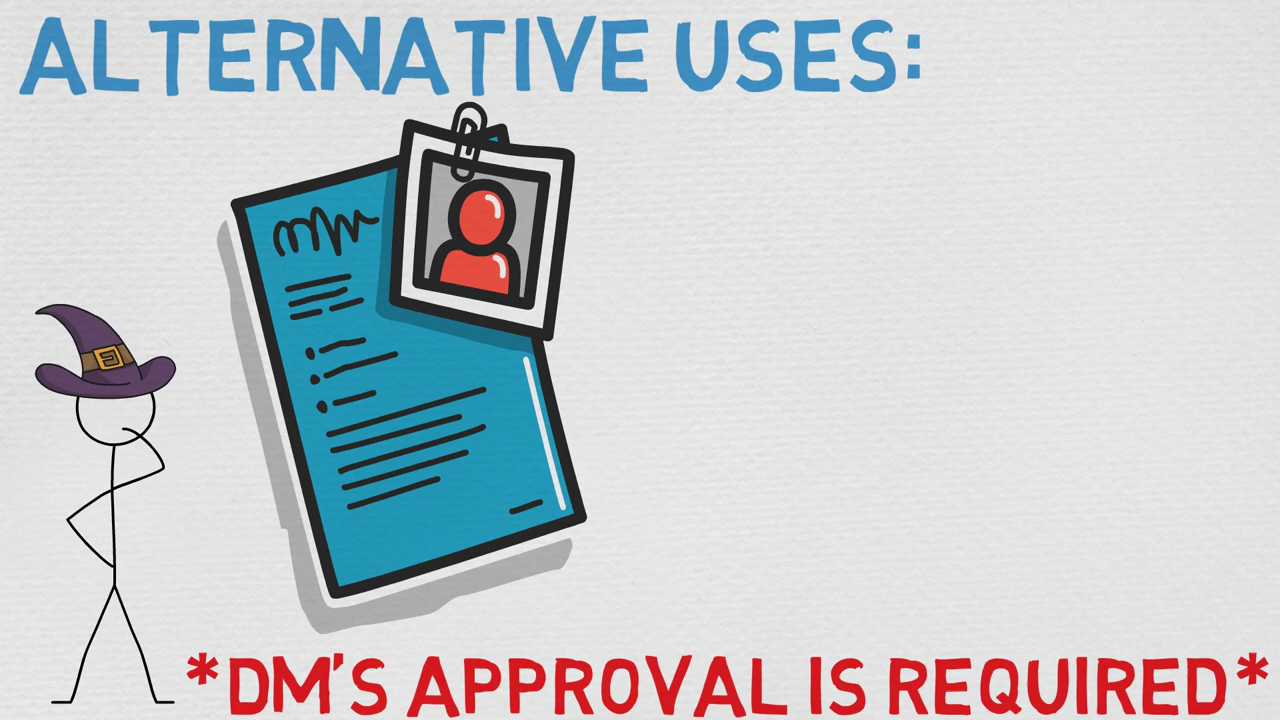 ALTERNATIVE USES:
*DM'S APPROVAL IS REQUIRED*